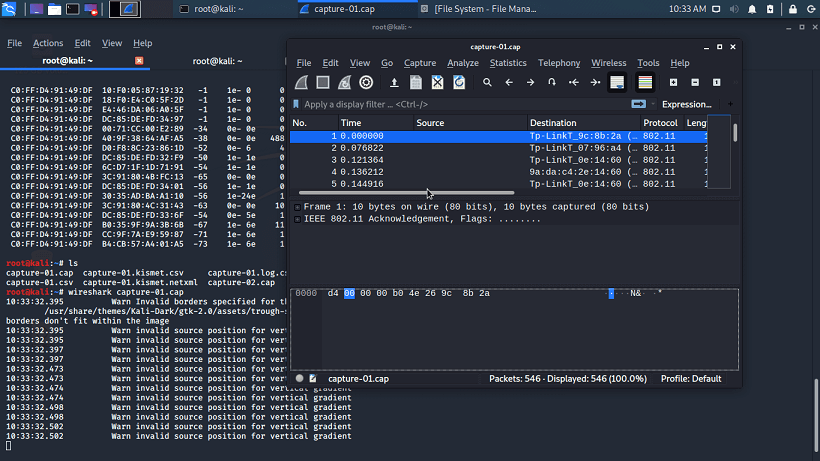 root@kali: ~
capture-01.cap
[File System - File Mana...
10:33 AM
root@kali: ~
File Actions Edit View Help
root@kali: ~
root@kali: ~
C0:FF:D4:91:49:DF 10:F0:05:87:19:32 -1 1e- 0 0
C0:FF:D4:91:49:DF 18:F0:E4:C0:5F:2D -1 1e- 0 0
C0:FF:D4:91:49:DF E4:46:DA:06:A0:5F -1 1e- 0 0
C0:FF:D4:91:49:DF DC:85:DE:FD:34:97 -1 1e- 0 0
C0:FF:D4:91:49:DF 00:71:CC:00:E2:89 -34 0e- 0e
C0:FF:D4:91:49:DF 40:9F:38:64:AF:A5 -38 0e- 0e 488
C0:FF:D4:91:49:DF D0:F8:8C:23:86:1D -52 0e- 6 4
C0:FF:D4:91:49:DF DC:85:DE:FD:32:F9 -50 1e- 1e
C0:FF:D4:91:49:DF 6C:D7:1F:1D:71:91 -54 1e- 1e
C0:FF:D4:91:49:DF 3C:91:80:4B:FC:13 -65 0e- 0e
C0:FF:D4:91:49:DF DC:85:DE:FD:34:01 -56 1e- 1e
C0:FF:D4:91:49:DF 30:35:AD:BA:A1:10 -56 1e-24e 1
C0:FF:D4:91:49:DF 3C:91:80:4C:31:43 -63 0e- 0e 10
C0:FF:D4:91:49:DF DC:85:DE:FD:33:6F -54 0e- 5e 1
C0:FF:D4:91:49:DF B0:35:9F:9A:3B:6B -67 1e- 6e 11
C0:FF:D4:91:49:DF CC:9F:7A:E9:59:87 -71 1e- 6e
C0:FF:D4:91:49:DF B4:CB:57:A4:01:A5 -73 1e- 6e 1
root@kali:~# ls
capture-01.cap capture-01.kismet.csv capture-01.log.cs
capture-01.csv capture-01.kismet.netxml capture-02.cap
root@kali:~# wireshark capture-01.cap
10:33:32.395 Warn Invalid borders specified for th
/usr/share/themes/Kali-Dark/gtk-2.0/assets/trough-s
borders don't fit within the image
10:33:32.395 Warn invalid source position for vert
10:33:32.395 Warn invalid source position for vert
10:33:32.397 Warn invalid source position for vert
10:33:32.397 Warn invalid source position for vert
10:33:32.473 Warn invalid source position for vert
10:33:32.473 Warn invalid source position for vert
10:33:32.474 Warn invalid source position for vertical gradient
10:33:32.474 Warn invalid source position for vertical gradient
10:33:32.498 Warn invalid source position for vertical gradient
10:33:32.498 Warn invalid source position for vertical gradient
10:33:32.502 Warn invalid source position for vertical gradient
10:33:32.502 Warn invalid source position for vertical gradient
capture-01.cap
File Edit View Go Capture Analyze Statistics Telephony Wireless Tools Help
Apply a display filter ... <Ctrl-/>
Expression...
No. Time Source Destination Protocol Leng
1 0.000000 Tp-LinkT_9c:8b:2a (... 802.11 1
2 0.076822 Tp-LinkT_07:96:a4 (... 802.11 1
3 0.121364 Tp-LinkT_0e:14:60 (... 802.11 1
4 0.136212 9a:da:c4:2e:14:60 (... 802.11 1
5 0.144916 Tp-LinkT_0e:14:60 (... 802.11 1
Frame 1: 10 bytes on wire (80 bits), 10 bytes captured (80 bits)
IEEE 802.11 Acknowledgement, Flags: ........
0000 d4 00 00 00 b0 4e 26 9c 8b 2a ·····N&· ·*
capture-01.cap
Packets: 546 · Displayed: 546 (100.0%)
Profile: Default